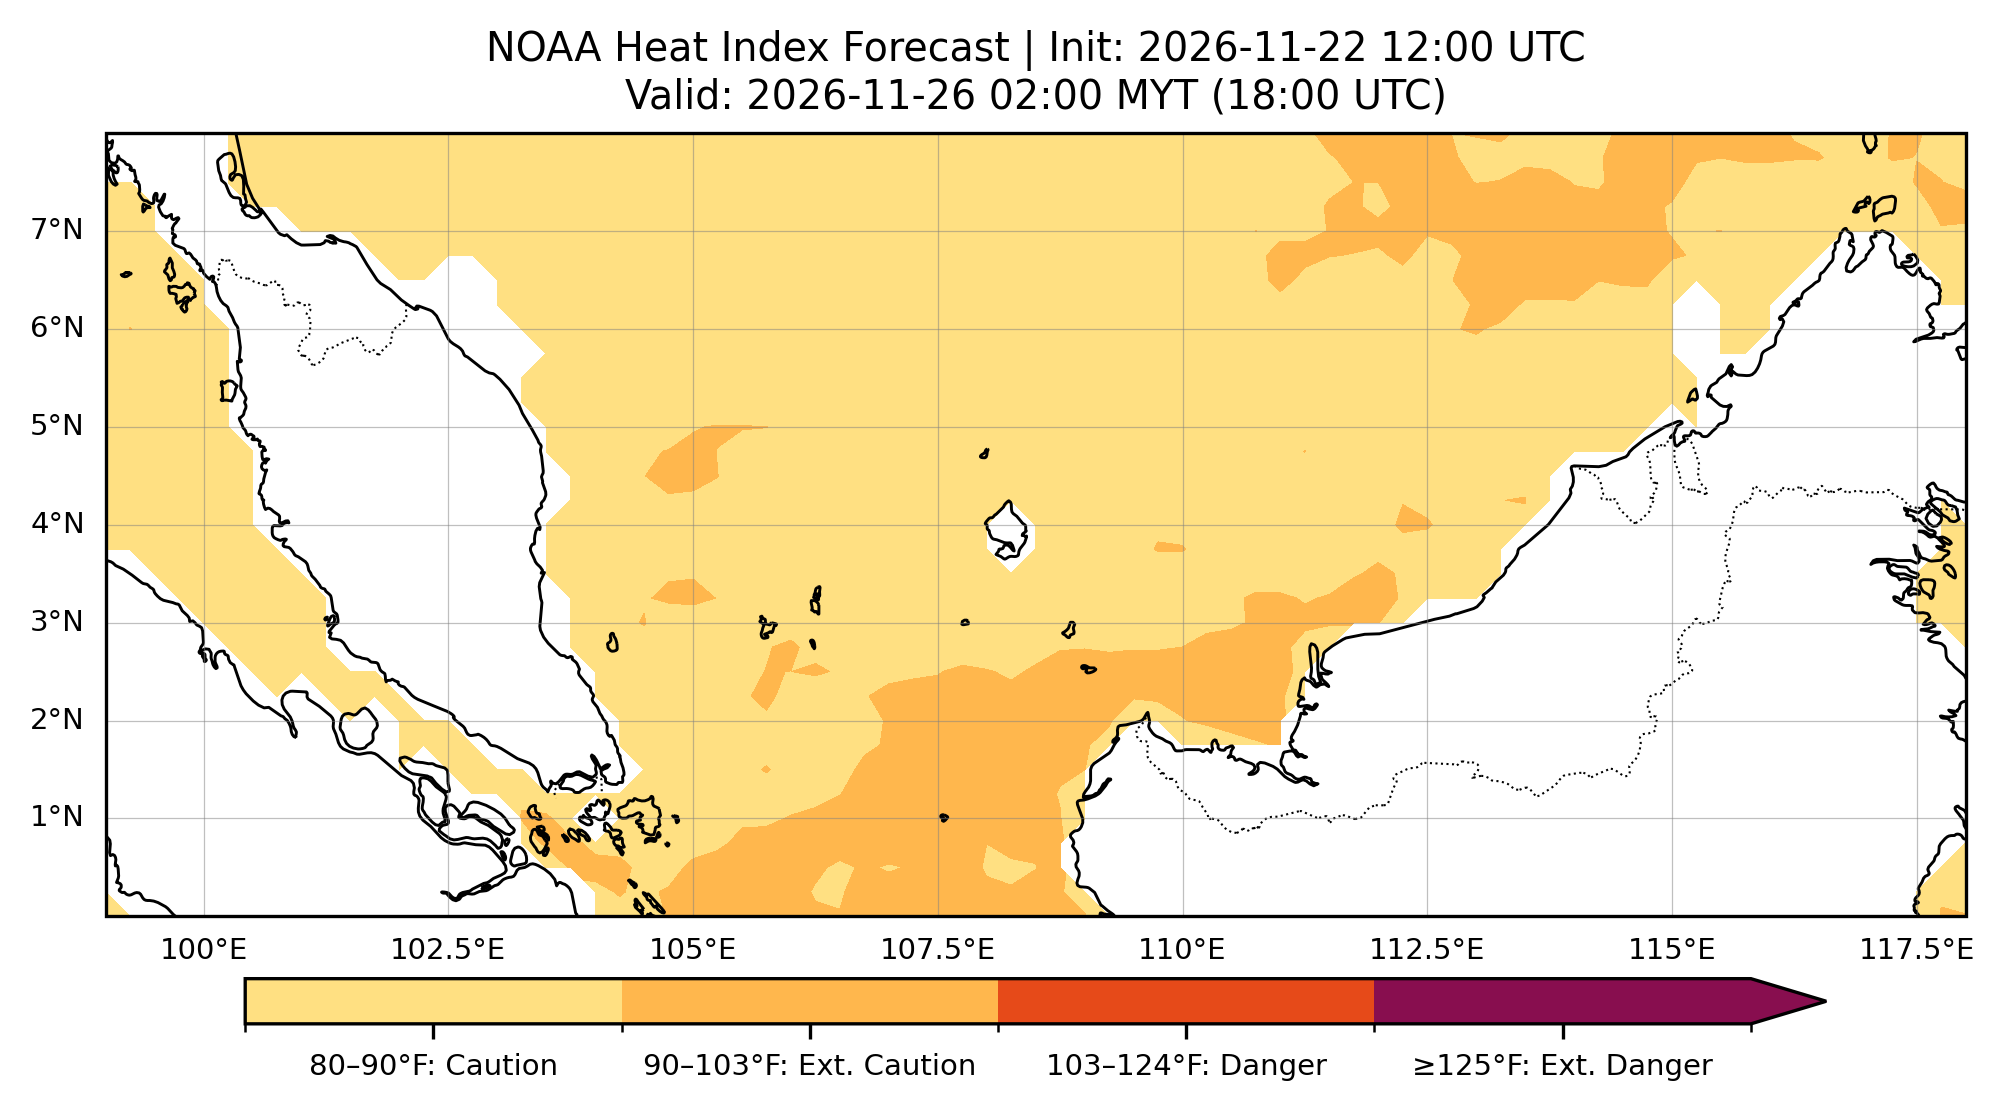 NOAA Heat Index Forecast | Init: 2026-11-22 12:00 UTC
Valid: 2026-11-26 02:00 MYT (18:00 UTC)
7°N
6°N
5°N
4°N
3°N
2°N
1°N
100°E 102.5°E 105°E 107.5°E 110°E 112.5°E 115°E 117.5°E
80–90°F: Caution 90–103°F: Ext. Caution 103–124°F: Danger ≥125°F: Ext. Danger